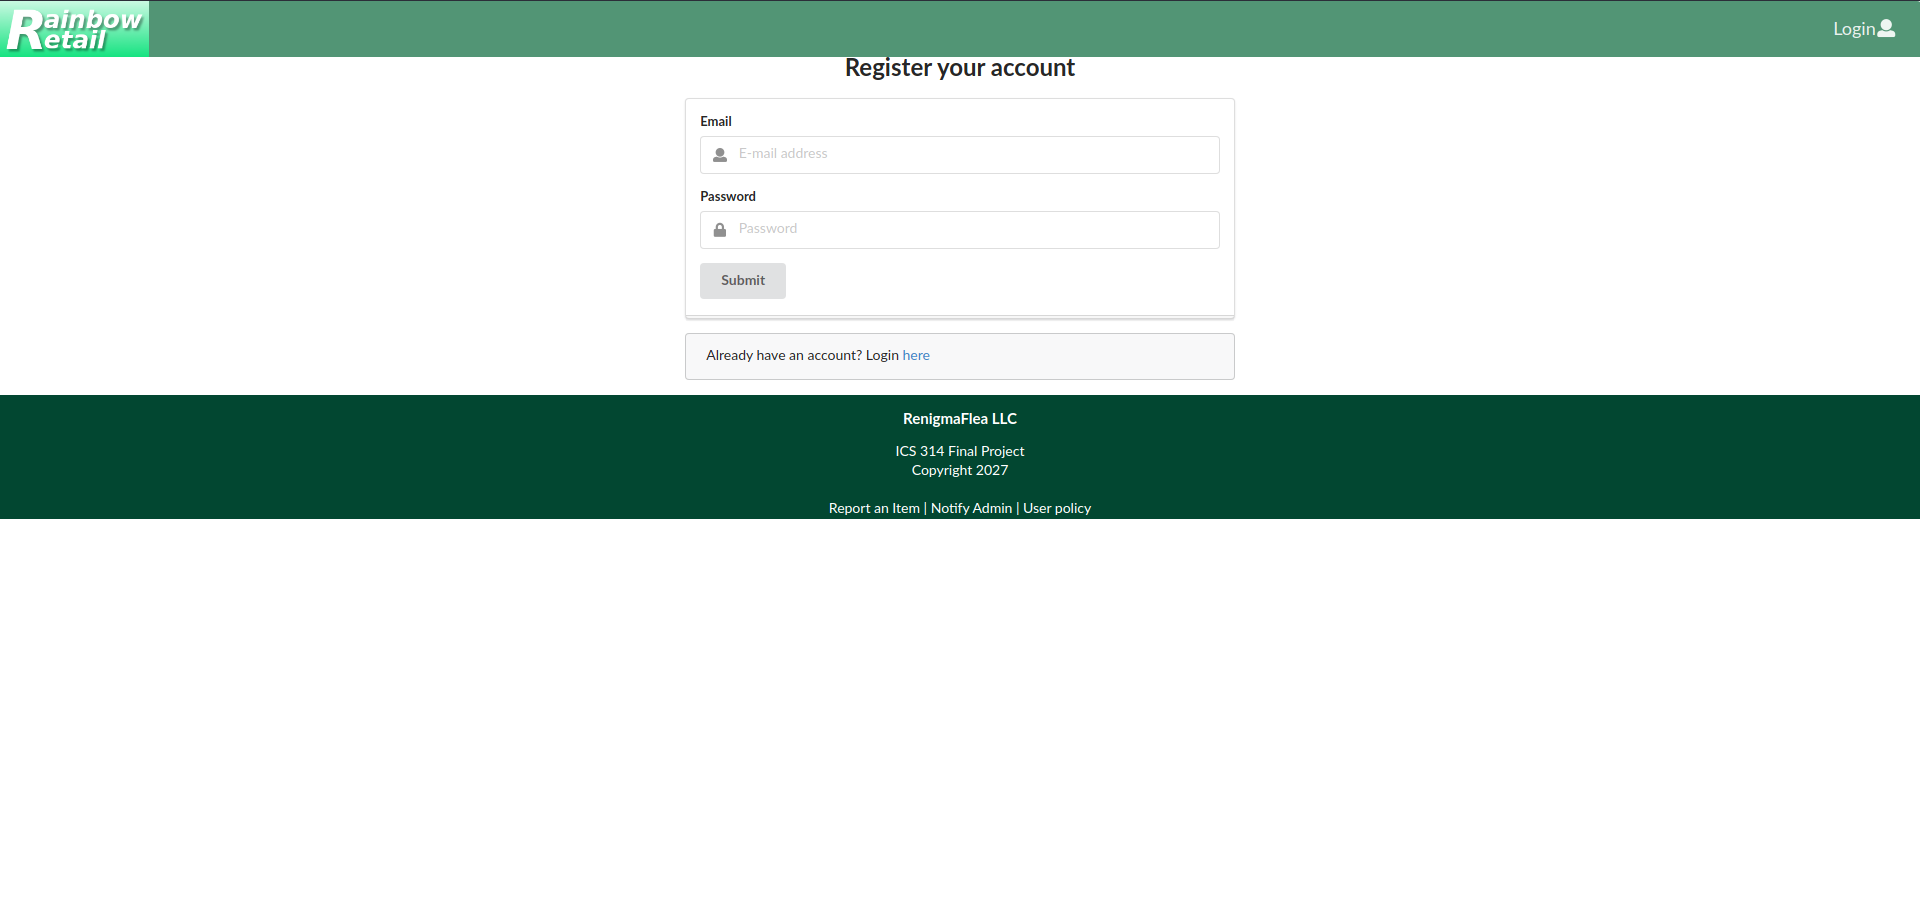 Rainbow
Retail
Login
Register your account
Email
E-mail address
Password
Password
Submit
Already have an account? Login here
RenigmaFlea LLC
ICS 314 Final Project
Copyright 2027
Report an Item | Notify Admin | User policy